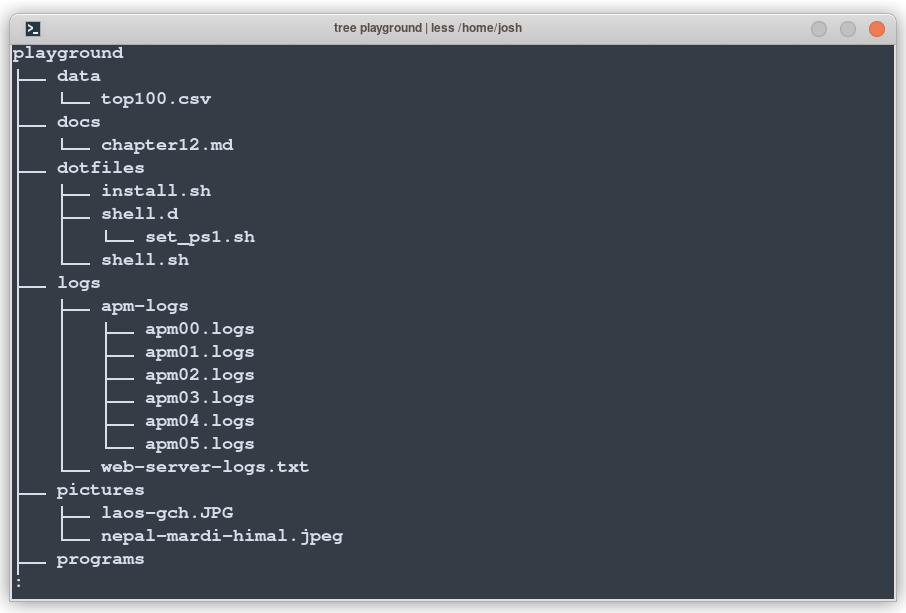 tree playground | less /home/josh
playground
├── data
│   └── top100.csv
├── docs
│   └── chapter12.md
├── dotfiles
│   ├── install.sh
│   ├── shell.d
│   │   └── set_ps1.sh
│   └── shell.sh
├── logs
│   ├── apm-logs
│   │   ├── apm00.logs
│   │   ├── apm01.logs
│   │   ├── apm02.logs
│   │   ├── apm03.logs
│   │   ├── apm04.logs
│   │   └── apm05.logs
│   └── web-server-logs.txt
├── pictures
│   ├── laos-gch.JPG
│   └── nepal-mardi-himal.jpeg
├── programs
: